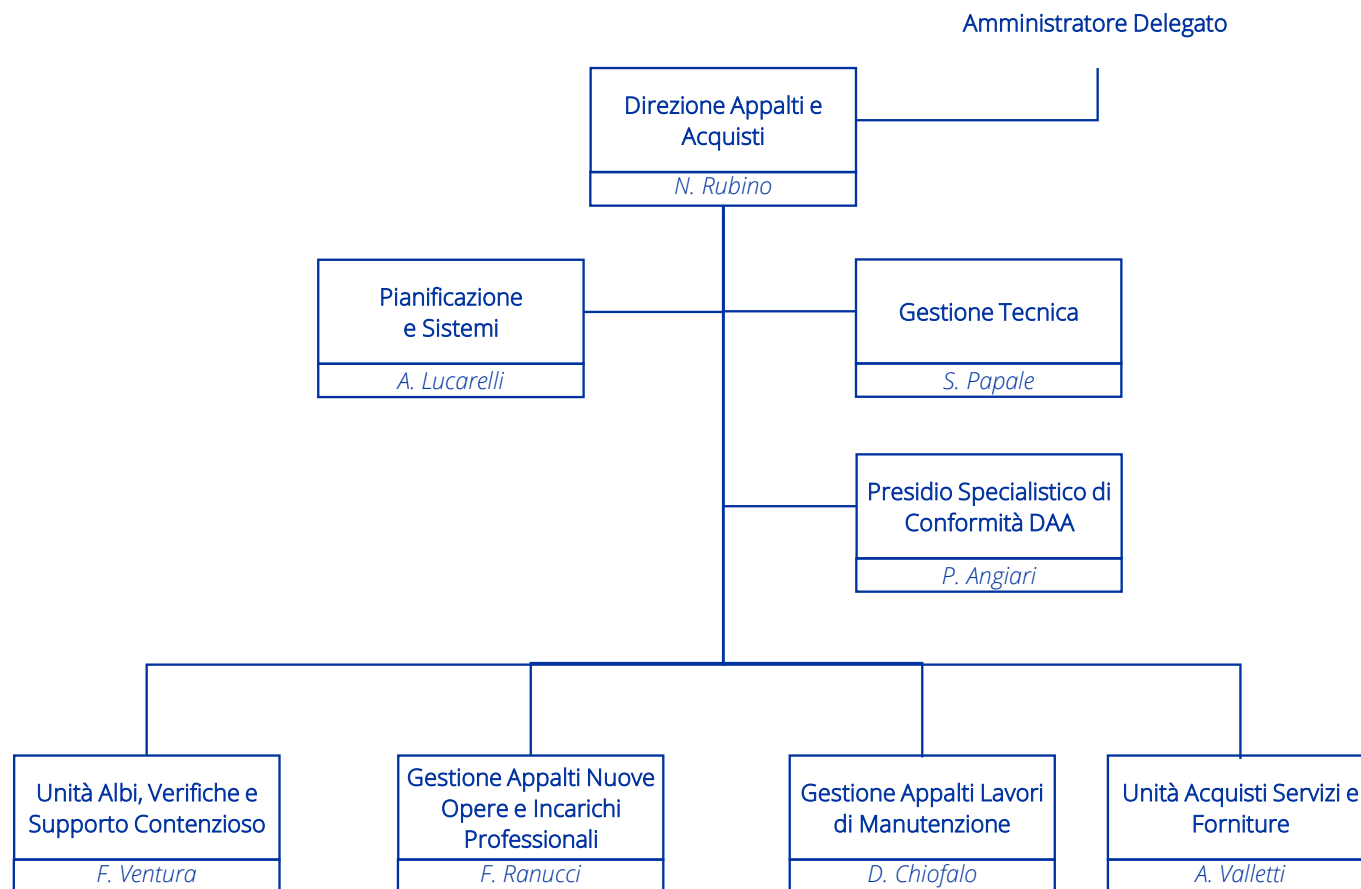 Amministratore Delegato
Direzione Appalti e
Acquisti
N. Rubino
Pianificazione
e Sistemi
A. Lucarelli
Gestione Tecnica
S. Papale
Presidio Specialistico di
Conformità DAA
P. Angiari
Unità Albi, Verifiche e
Supporto Contenzioso
F. Ventura
Gestione Appalti Nuove
Opere e Incarichi
Professionali
F. Ranucci
Gestione Appalti Lavori
di Manutenzione
D. Chiofalo
Unità Acquisti Servizi e
Forniture
A. Valletti